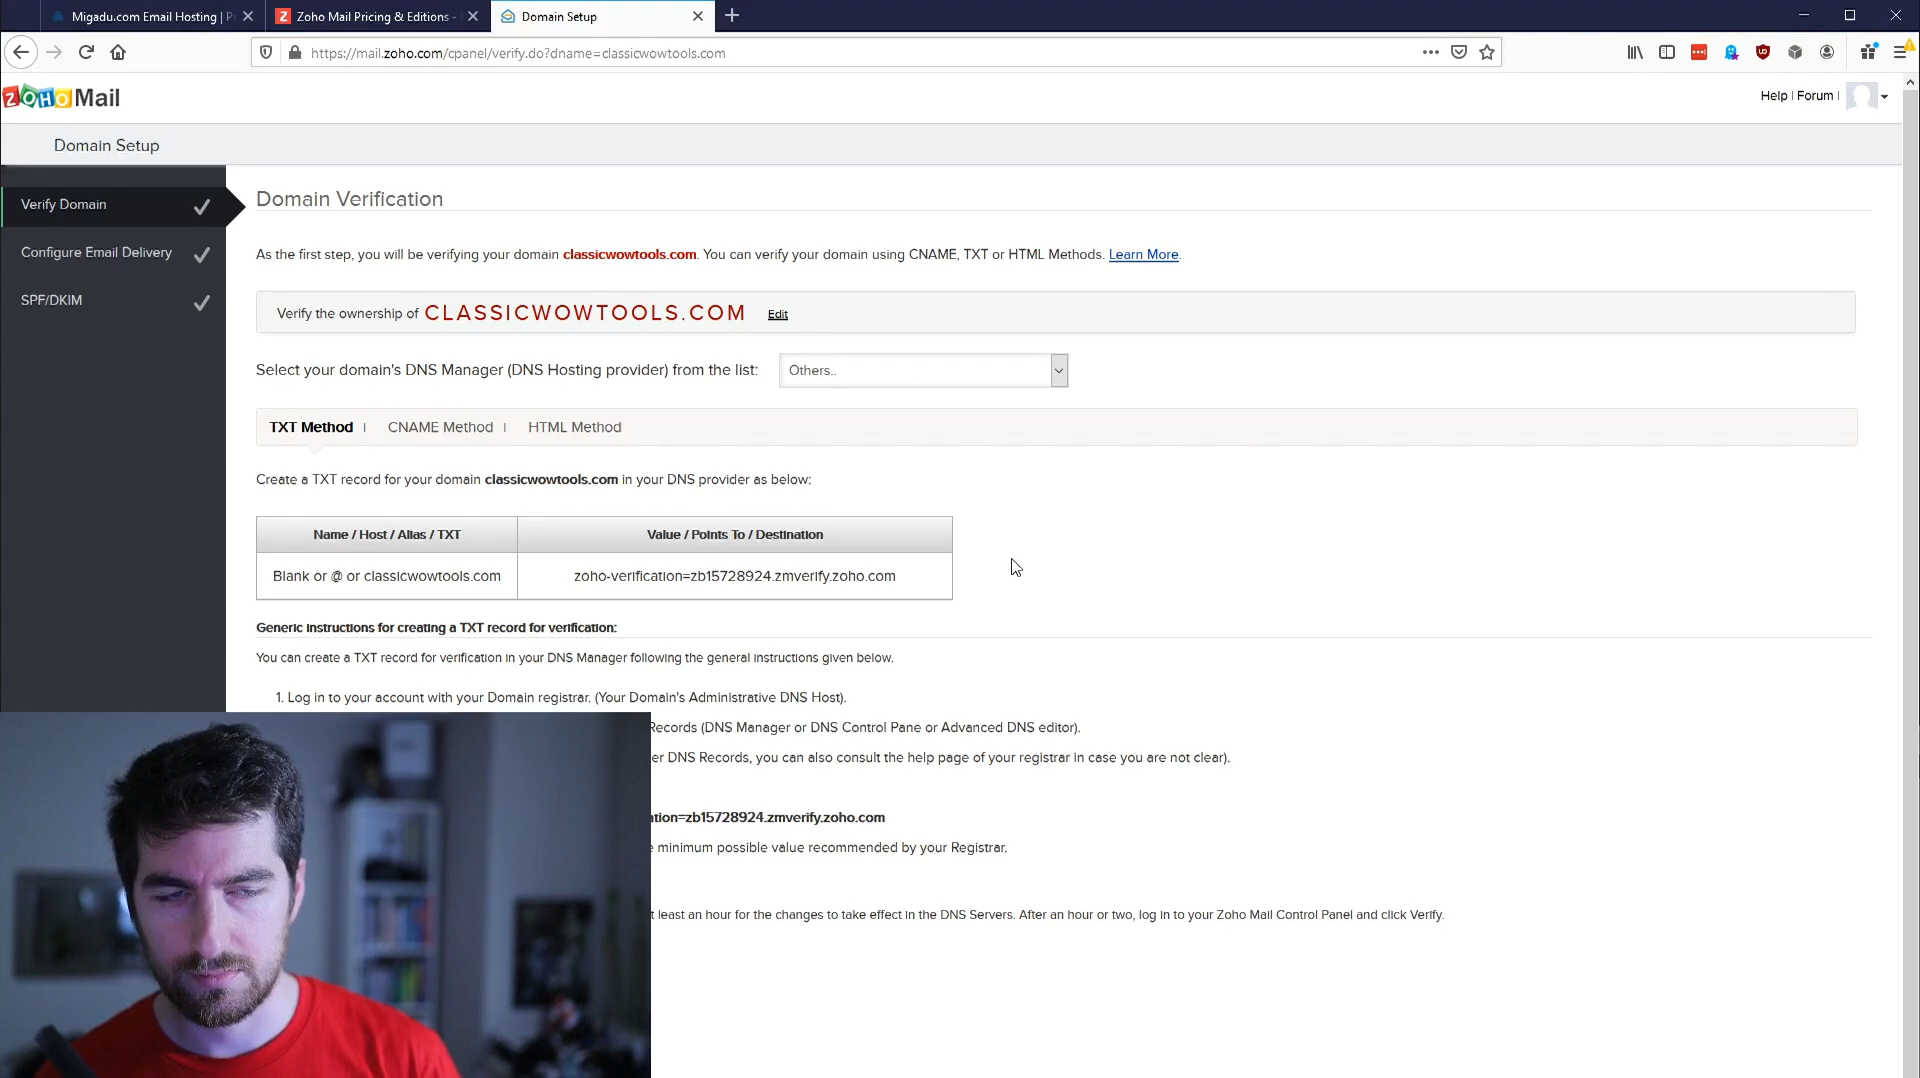 Migadu.com Email Hosting | P
Zoho Mail Pricing & Editions -
Domain Setup
https://mail.zoho.com/cpanel/verify.do?dname=classicwowtools.com
ZOHO Mail
Help | Forum |
Domain Setup
Verify Domain
Configure Email Delivery
SPF/DKIM
Domain Verification
As the first step, you will be verifying your domain classicwowtools.com. You can verify your domain using CNAME, TXT or HTML Methods. Learn More.
Verify the ownership of CLASSICWOWTOOLS.COM Edit
Select your domain's DNS Manager (DNS Hosting provider) from the list: Others..
TXT Method | CNAME Method | HTML Method
Create a TXT record for your domain classicwowtools.com in your DNS provider as below:
Name / Host / Alias / TXT Value / Points To / Destination
Blank or @ or classicwowtools.com zoho-verification=zb15728924.zmverify.zoho.com
Generic instructions for creating a TXT record for verification:
You can create a TXT record for verification in your DNS Manager following the general instructions given below.
1. Log in to your account with your Domain registrar. (Your Domain's Administrative DNS Host).
Records (DNS Manager or DNS Control Pane or Advanced DNS editor).
er DNS Records, you can also consult the help page of your registrar in case you are not clear).
ation=zb15728924.zmverify.zoho.com
e minimum possible value recommended by your Registrar.
t least an hour for the changes to take effect in the DNS Servers. After an hour or two, log in to your Zoho Mail Control Panel and click Verify.